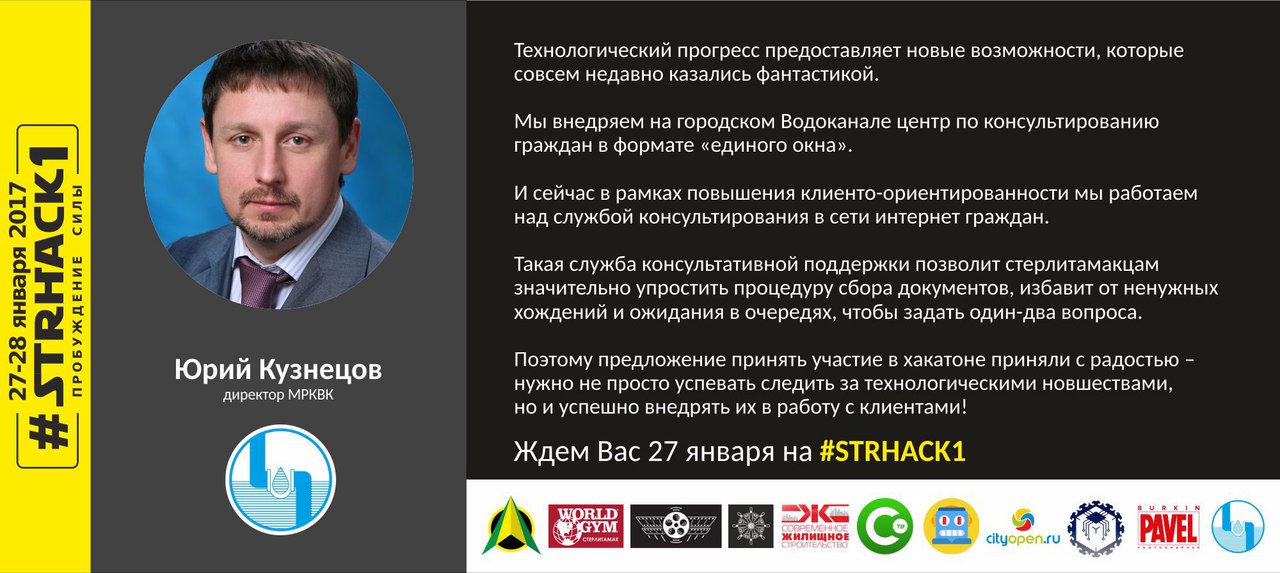 27-28 января 2017
#STRHACK1
ПРОБУЖДЕНИЕ СИЛЫ
Юрий Кузнецов
директор МРКВК
Технологический прогресс предоставляет новые возможности, которые
совсем недавно казались фантастикой.
Мы внедряем на городском Водоканале центр по консультированию
граждан в формате «единого окна».
И сейчас в рамках повышения клиенто-ориентированности мы работаем
над службой консультирования в сети интернет граждан.
Такая служба консультативной поддержки позволит стерлитамакцам
значительно упростить процедуру сбора документов, избавит от ненужных
хождений и ожидания в очередях, чтобы задать один-два вопроса.
Поэтому предложение принять участие в хакатоне приняли с радостью –
нужно не просто успевать следить за технологическими новшествами,
но и успешно внедрять их в работу с клиентами!
Ждем Вас 27 января на #STRHACK1
WORLD
GYM
СТЕРЛИТАМАК
СОВРЕМЕННОЕ
ЖИЛИЩНОЕ
СТРОИТЕЛЬСТВО
ТВ
cityopen.ru
BURKIN
PAVEL
PHOTOGRAPHER